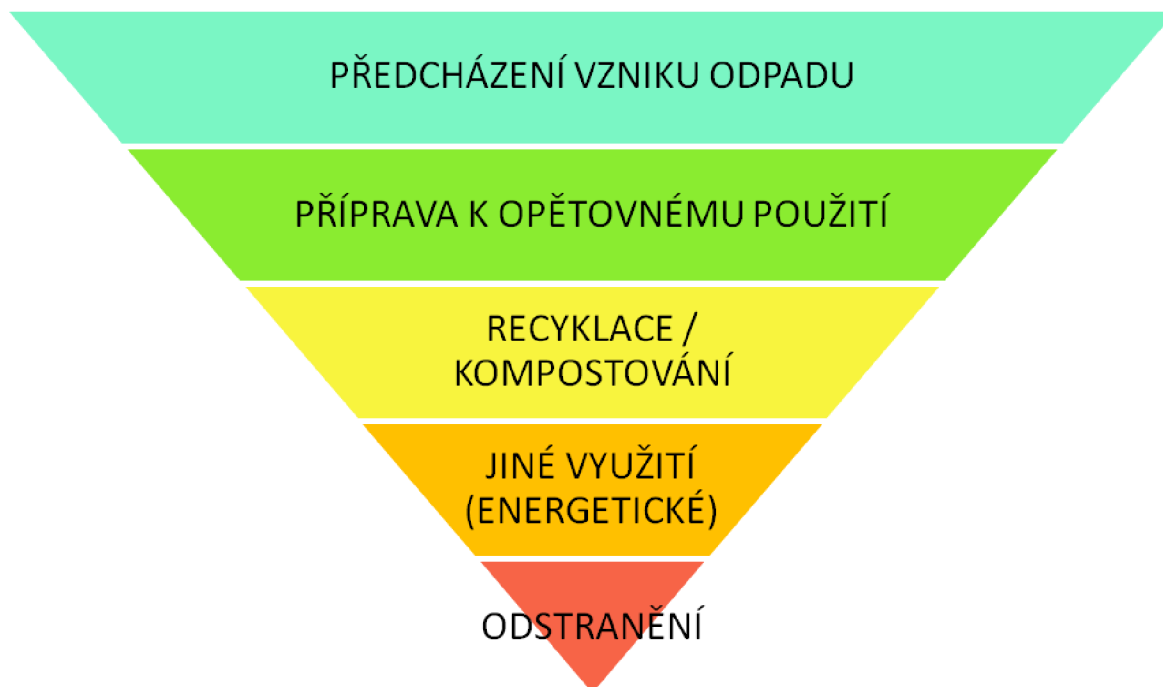 PŘEDCHÁZENÍ VZNIKU ODPADU
PŘÍPRAVA K OPĚTOVNÉMU POUŽITÍ
RECYKLACE /
KOMPOSTOVÁNÍ
JINÉ VYUŽITÍ
(ENERGETICKÉ)
ODSTRANĚNÍ